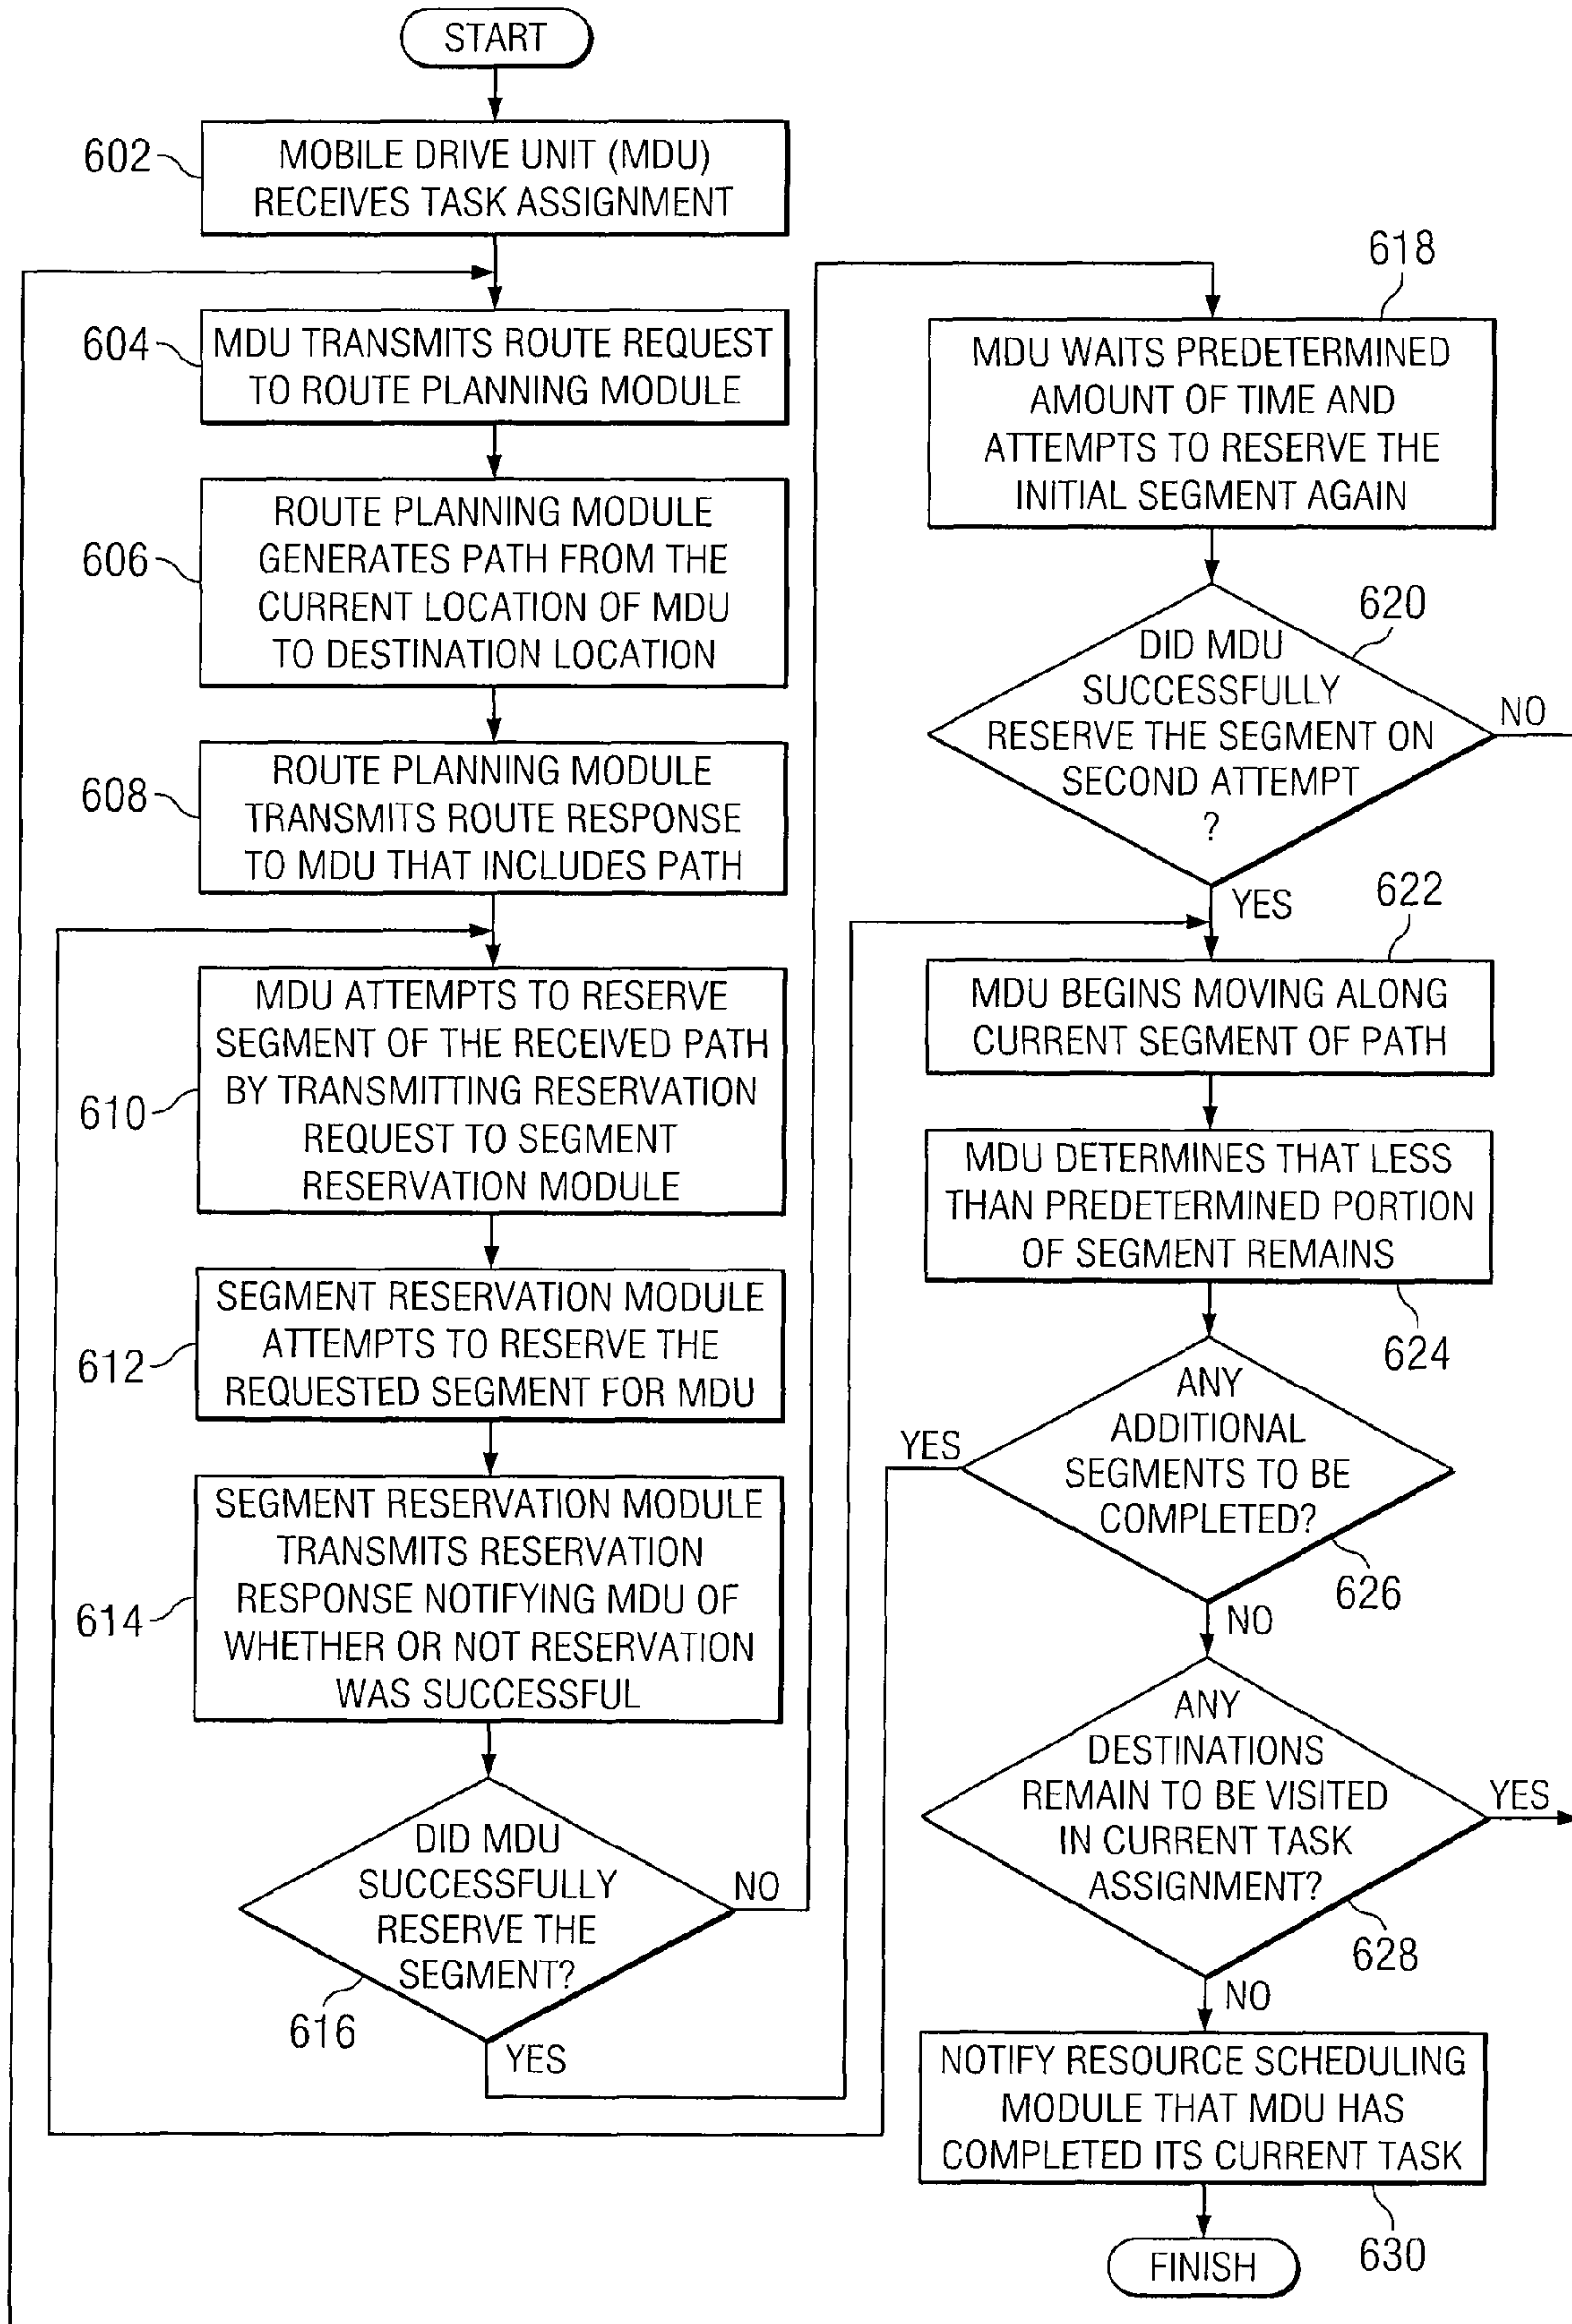 START
602
MOBILE DRIVE UNIT (MDU)
RECEIVES TASK ASSIGNMENT
604
MDU TRANSMITS ROUTE REQUEST
TO ROUTE PLANNING MODULE
606
ROUTE PLANNING MODULE
GENERATES PATH FROM THE
CURRENT LOCATION OF MDU
TO DESTINATION LOCATION
608
ROUTE PLANNING MODULE
TRANSMITS ROUTE RESPONSE
TO MDU THAT INCLUDES PATH
610
MDU ATTEMPTS TO RESERVE
SEGMENT OF THE RECEIVED PATH
BY TRANSMITTING RESERVATION
REQUEST TO SEGMENT
RESERVATION MODULE
612
SEGMENT RESERVATION MODULE
ATTEMPTS TO RESERVE THE
REQUESTED SEGMENT FOR MDU
614
SEGMENT RESERVATION MODULE
TRANSMITS RESERVATION
RESPONSE NOTIFYING MDU OF
WHETHER OR NOT RESERVATION
WAS SUCCESSFUL
DID MDU
SUCCESSFULLY
RESERVE THE
SEGMENT?
616
NO
YES
618
MDU WAITS PREDETERMINED
AMOUNT OF TIME AND
ATTEMPTS TO RESERVE THE
INITIAL SEGMENT AGAIN
620
DID MDU
SUCCESSFULLY
RESERVE THE SEGMENT ON
SECOND ATTEMPT
?
NO
YES
622
MDU BEGINS MOVING ALONG
CURRENT SEGMENT OF PATH
MDU DETERMINES THAT LESS
THAN PREDETERMINED PORTION
OF SEGMENT REMAINS
624
ANY
ADDITIONAL
SEGMENTS TO BE
COMPLETED?
YES
626
NO
ANY
DESTINATIONS
REMAIN TO BE VISITED
IN CURRENT TASK
ASSIGNMENT?
YES
628
NO
NOTIFY RESOURCE SCHEDULING
MODULE THAT MDU HAS
COMPLETED ITS CURRENT TASK
630
FINISH